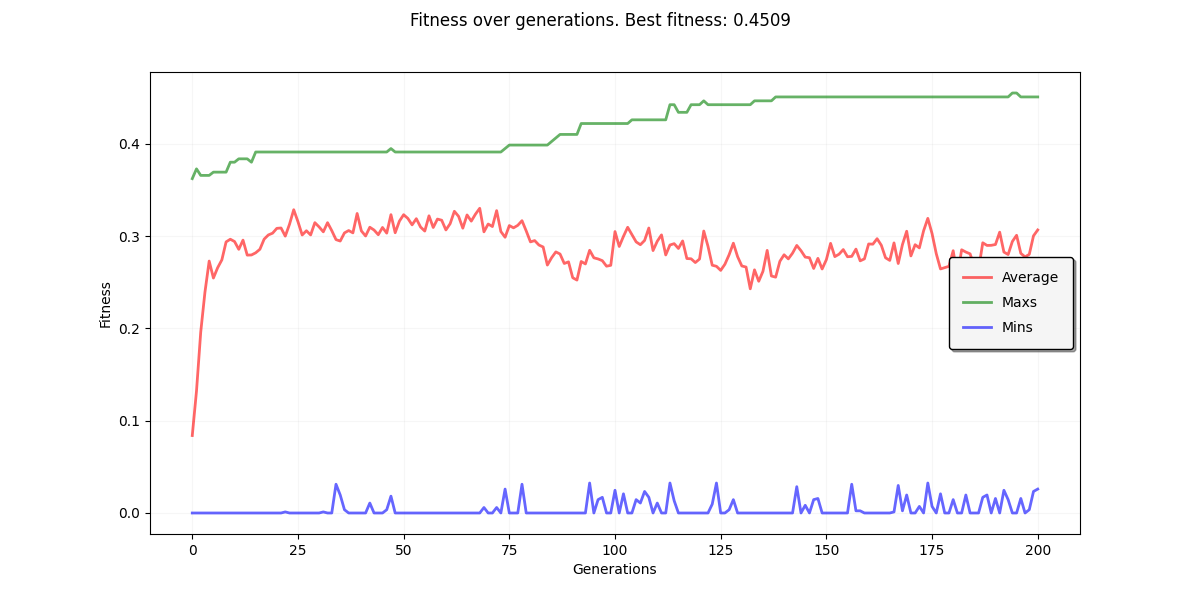 Fitness over generations. Best fitness: 0.4509
Fitness
0.4
0.3
0.2
0.1
0.0
Average
Maxs
Mins
0 25 50 75 100 125 150 175 200
Generations